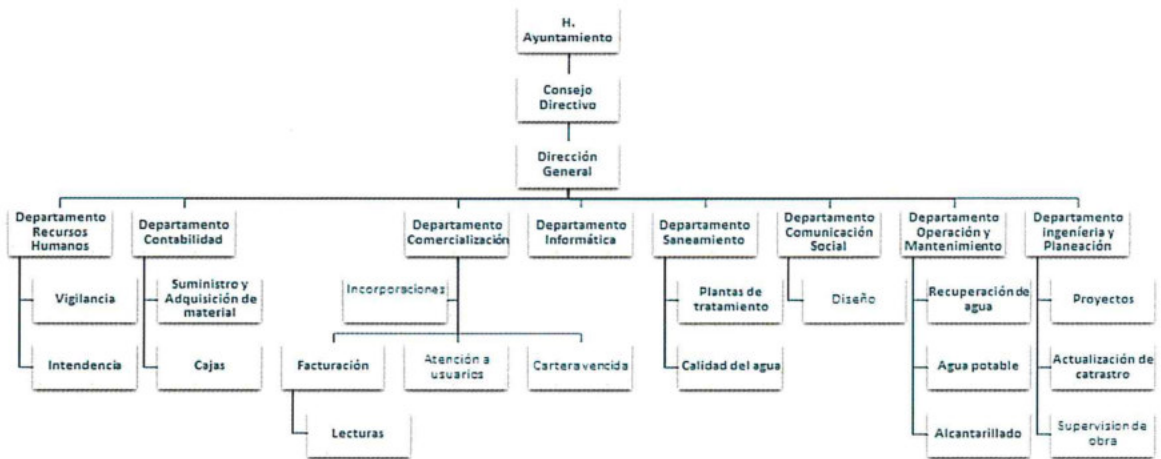 H.
Ayuntamiento
Consejo
Directivo
Dirección
General
Departamento
Recursos
Humanos
Departamento
Contabilidad
Departamento
Comercialización
Departamento
Informática
Departamento
Saneamiento
Departamento
Comunicación
Social
Departamento
Operación y
Mantenimiento
Departamento
Ingeniería y
Planeación
Vigilancia
Suministro y
Adquisición de
material
Incorporaciones
Plantas de
tratamiento
Diseño
Recuperación de
agua
Proyectos
Intendencia
Cajas
Facturación
Atención a
usuarios
Cartera vencida
Calidad del agua
Agua potable
Actualización de
catrastro
Lecturas
Alcantarillado
Supervision de
obra